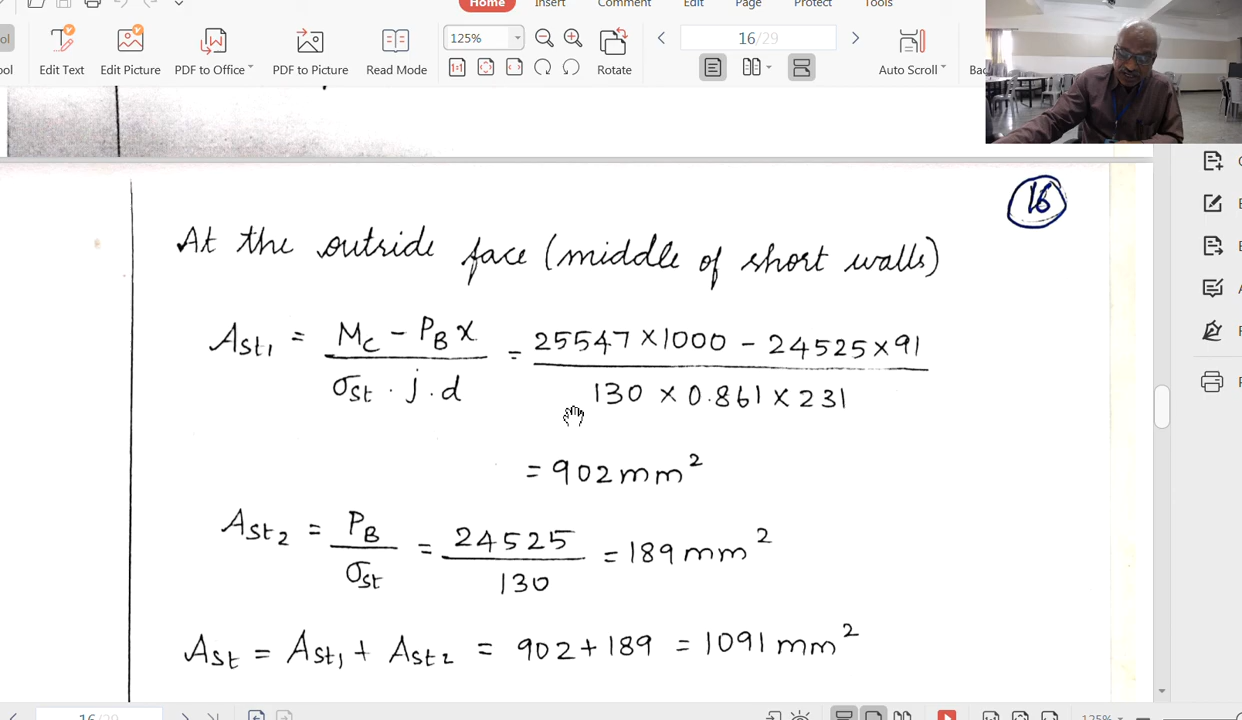 Home Insert Comment Edit Page Protect Tools
125% 16/29
Edit Text Edit Picture PDF to Office PDF to Picture Read Mode Rotate Auto Scroll
16
At the outside face (middle of short walls)
Ast1 = (Mc - PB x) / (σst . j . d) = (25547 × 1000 - 24525 × 91) / (130 × 0.861 × 231)
= 902 mm²
Ast2 = PB / σst = 24525 / 130 = 189 mm²
Ast = Ast1 + Ast2 = 902 + 189 = 1091 mm²
16/29 125%